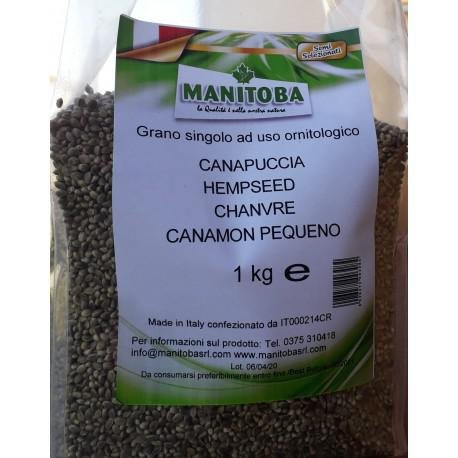 Semi
Selezionati
MANITOBA
la Qualità è nella nostra natura
Grano singolo ad uso ornitologico
CANAPUCCIA
HEMPSEED
CHANVRE
CANAMON PEQUENO
1 kg e
Made in Italy confezionato da IT000214CR
Per informazioni sul prodotto: Tel. 0375 310418
info@manitobasrl.com www.manitobasrl.com
Lot. 06/04/20
Da consumarsi preferibilmente entro fine /Best Before